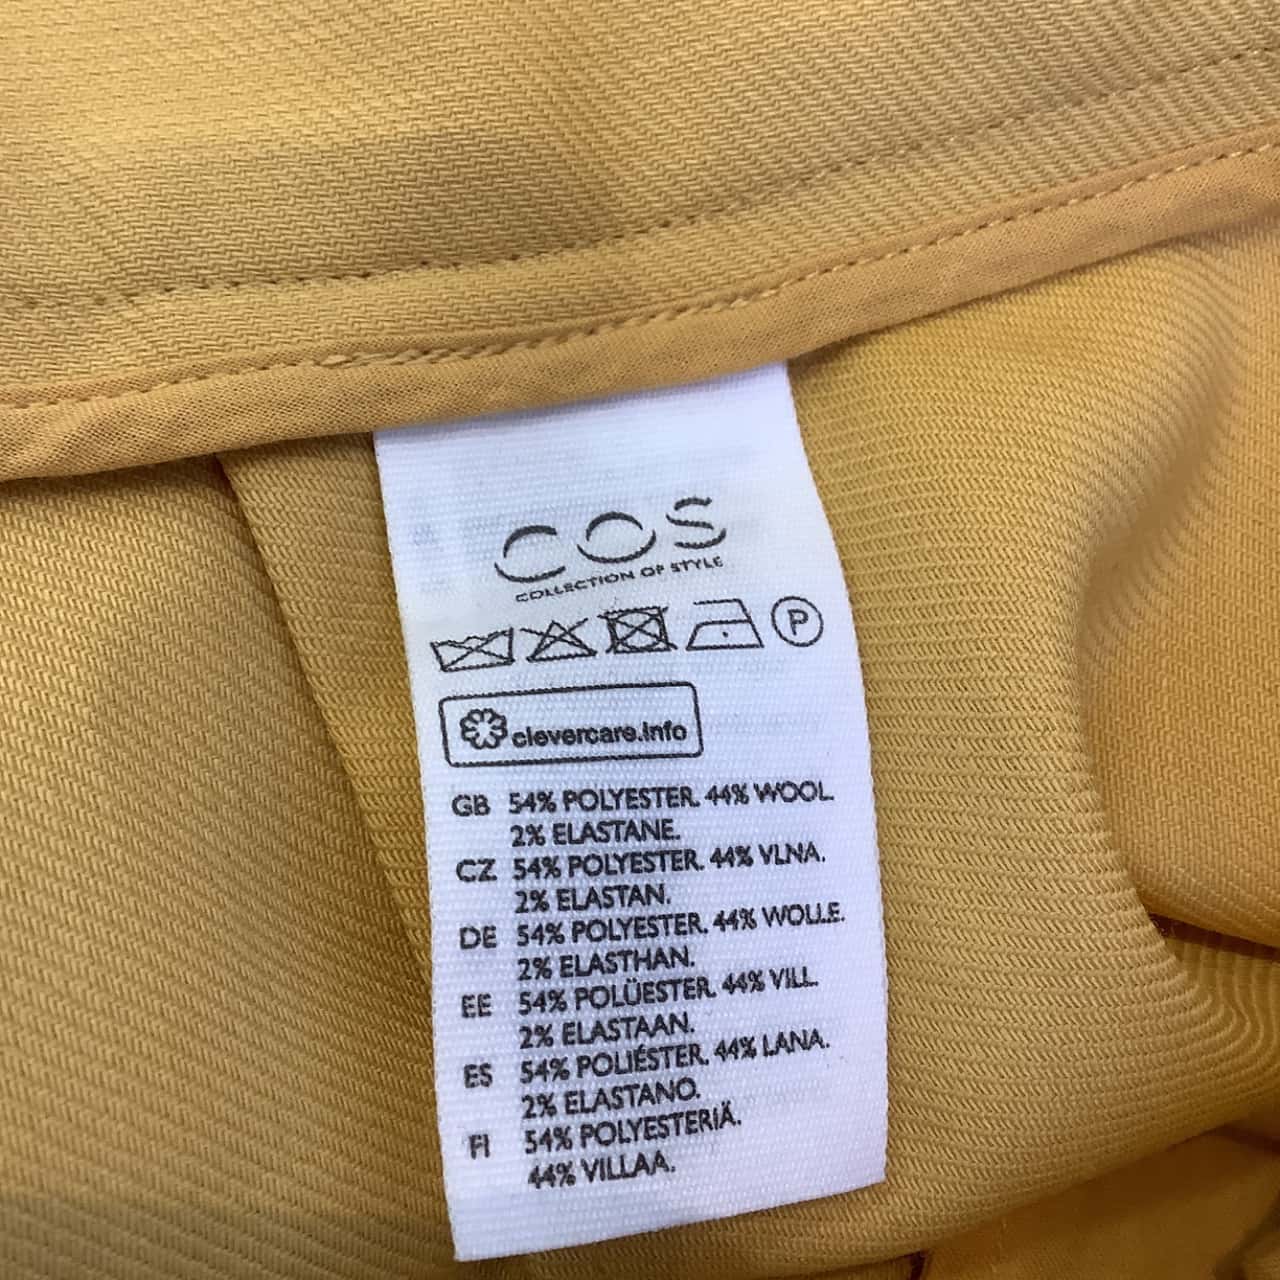 COS
COLLECTION OF STYLE
P
clevercare.info
GB 54% POLYESTER. 44% WOOL.
2% ELASTANE.
CZ 54% POLYESTER. 44% VLNA.
2% ELASTAN.
DE 54% POLYESTER. 44% WOLLE.
2% ELASTHAN.
EE 54% POLÜESTER. 44% VILL.
2% ELASTAAN.
ES 54% POLIÉSTER. 44% LANA.
2% ELASTANO.
FI 54% POLYESTERIÄ.
44% VILLAA.